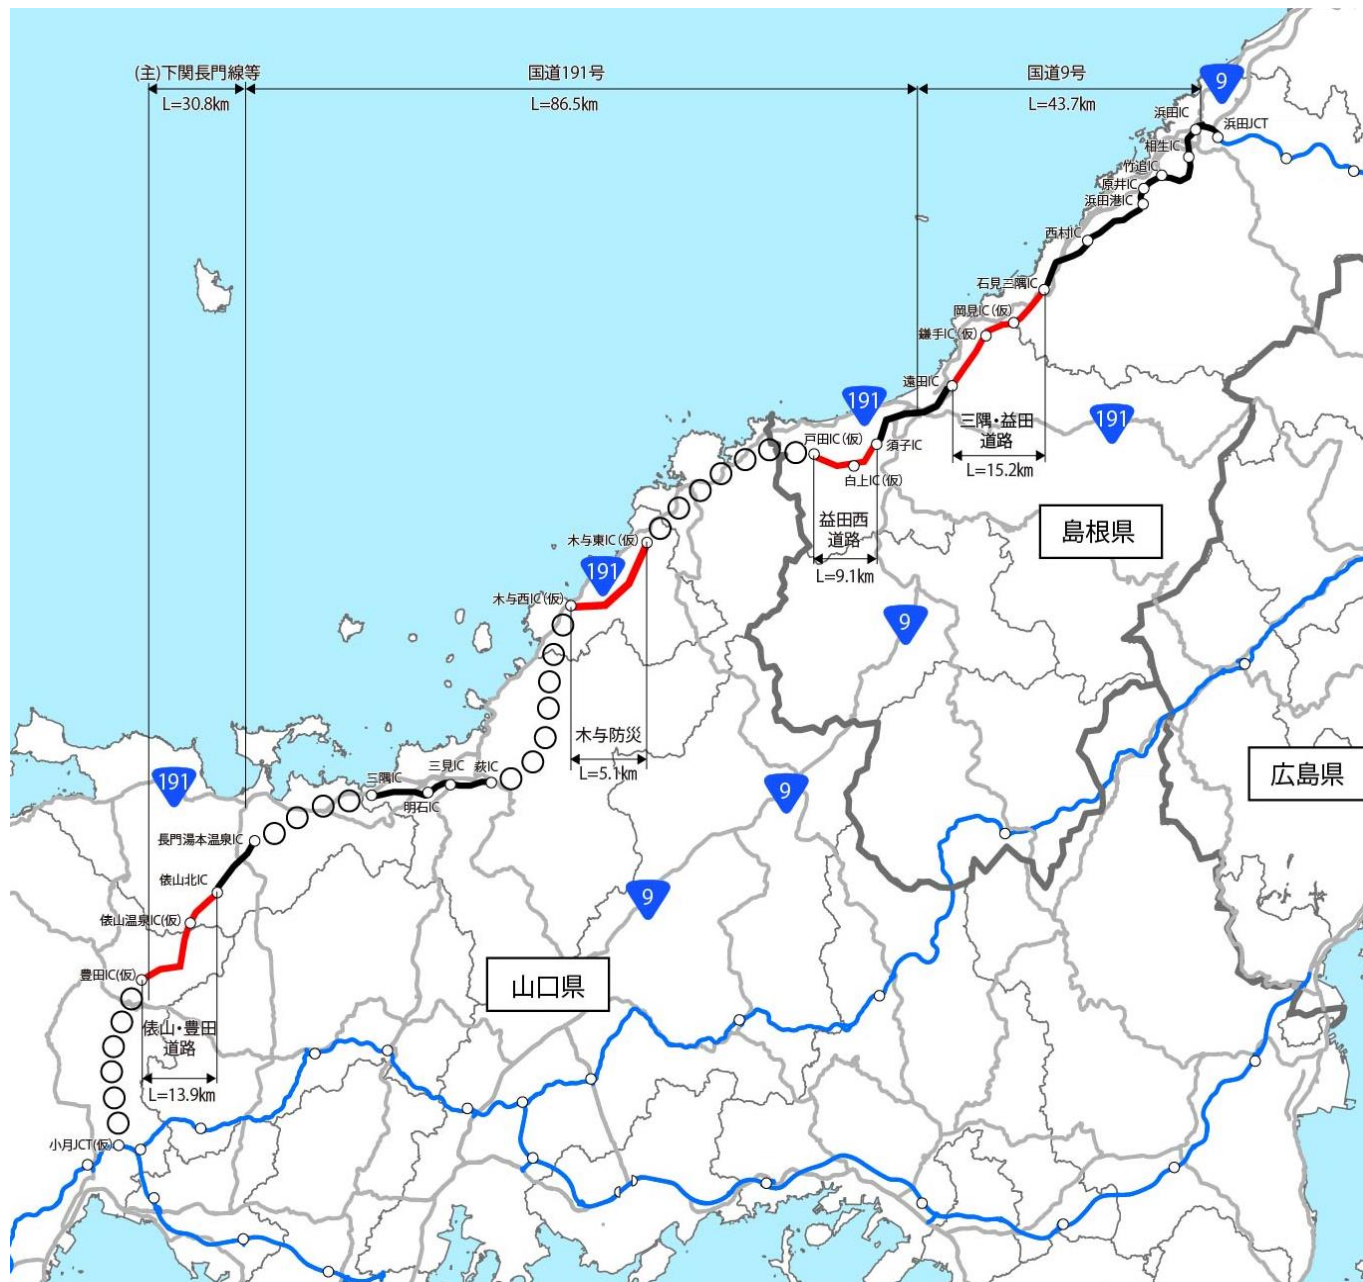 (主)下関長門線等
L=30.8km
国道191号
L=86.5km
国道9号
L=43.7km
9
浜田IC
浜田JCT
相生IC
竹迫IC
原井IC
浜田港IC
西村IC
石見三隅IC
岡見IC(仮)
鎌手IC(仮)
遠田IC
191
191
三隅・益田
道路
L=15.2km
戸田IC(仮)
須子IC
白上IC(仮)
益田西
道路
L=9.1km
島根県
木与東IC(仮)
191
木与西IC(仮)
9
木与防災
L=5.1km
広島県
191
三隅IC
三見IC
萩IC
明石IC
9
長門湯本温泉IC
俵山北IC
9
俵山温泉IC(仮)
豊田IC(仮)
山口県
俵山・豊田
道路
L=13.9km
小月JCT(仮)